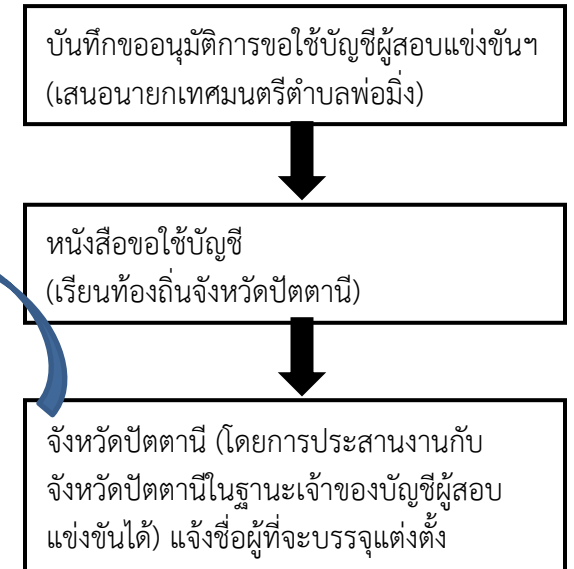 บันทึกขออนุมัติการขอใช้บัญชีผู้สอบแข่งขันฯ
(เสนอนายกเทศมนตรีตำบลพ่อมิ่ง)
หนังสือขอใช้บัญชี
(เรียนท้องถิ่นจังหวัดปัตตานี)
จังหวัดปัตตานี (โดยการประสานงานกับ
จังหวัดปัตตานีในฐานะเจ้าของบัญชีผู้สอบ
แข่งขันได้) แจ้งชื่อผู้ที่จะบรรจุแต่งตั้ง